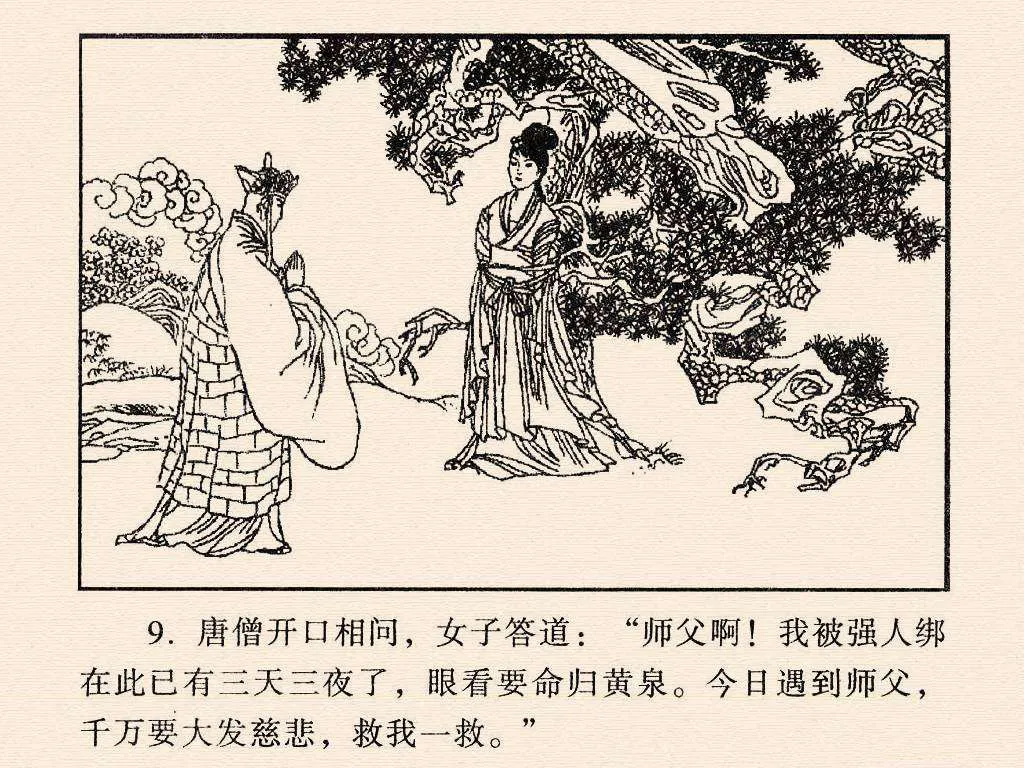 9. 唐僧开口相问，女子答道：“师父啊！我被强人绑
在此已有三天三夜了，眼看要命归黄泉。今日遇到师父，
千万要大发慈悲，救我一救。”